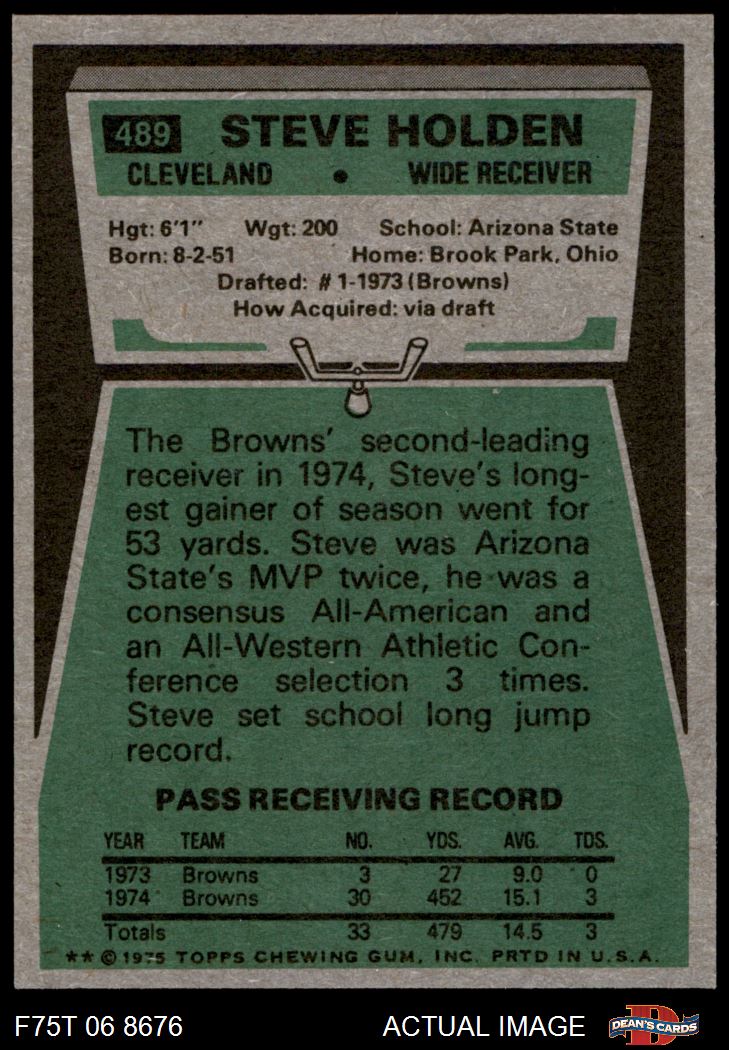 489 STEVE HOLDEN
CLEVELAND • WIDE RECEIVER
Hgt: 6'1" Wgt: 200 School: Arizona State
Born: 8-2-51 Home: Brook Park, Ohio
Drafted: # 1-1973 (Browns)
How Acquired: via draft
The Browns' second-leading
receiver in 1974, Steve's long-
est gainer of season went for
53 yards. Steve was Arizona
State's MVP twice, he was a
consensus All-American and
an All-Western Athletic Con-
ference selection 3 times.
Steve set school long jump
record.
PASS RECEIVING RECORD
YEAR TEAM NO. YDS. AVG. TDS.
1973 Browns 3 27 9.0 0
1974 Browns 30 452 15.1 3
Totals 33 479 14.5 3
** © 1975 TOPPS CHEWING GUM, INC. PRTD IN U.S.A.
F75T 06 8676 ACTUAL IMAGE D DEAN'S CARDS